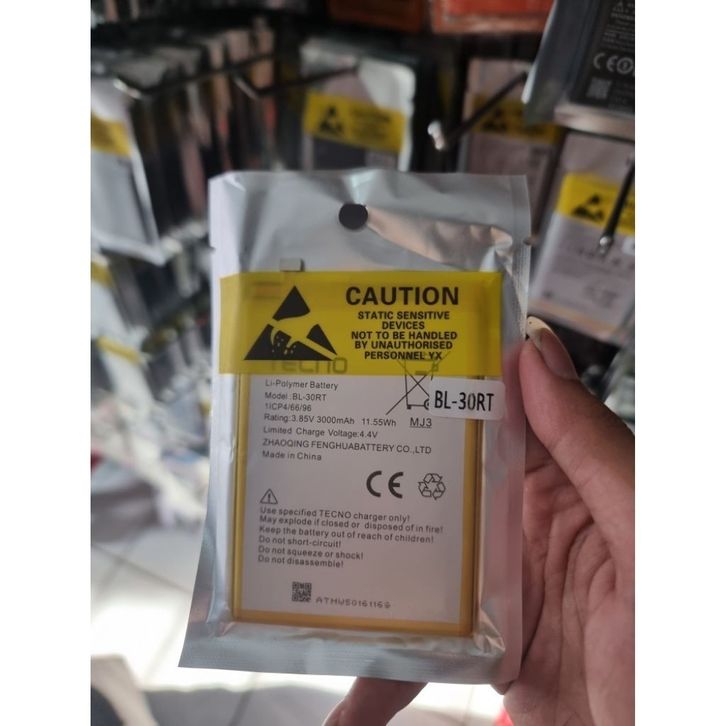 CAUTION
STATIC SENSITIVE
DEVICES
NOT TO BE HANDLED
BY UNAUTHORISED
PERSONNEL YX
TECNO
Li-Polymer Battery
Model:BL-30RT
1ICP4/66/96
Rating:3.85V 3000mAh 11.55Wh
MJ3
BL-30RT
Limited Charge Voltage:4.4V
ZHAOQING FENGHUABATTERY CO.,LTD
Made in China
CE
Use specified TECNO charger only!
May explode if closed or disposed of in fire!
Keep the battery out of reach of children!
Do not short-circuit!
Do not squeeze or shock!
Do not disassemble!